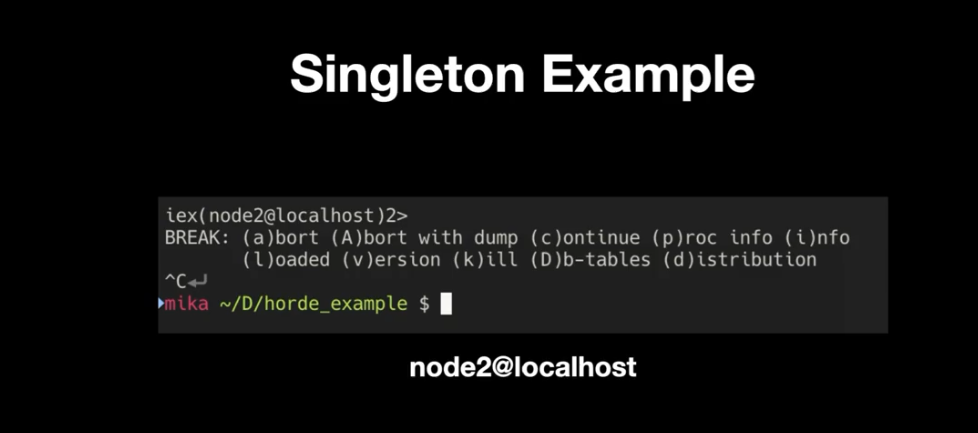 Singleton Example
iex(node2@localhost)2>
BREAK: (a)bort (A)bort with dump (c)ontinue (p)roc info (i)nfo
(l)oaded (v)ersion (k)ill (D)b-tables (d)istribution
^C↵
mika ~/D/horde_example $
node2@localhost